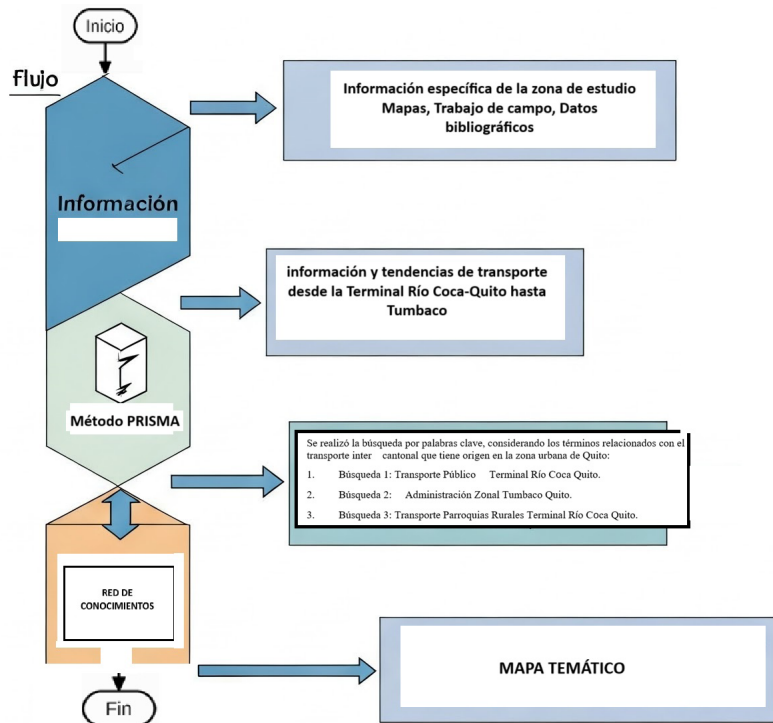 Inicio
flujo
Información específica de la zona de estudio
Mapas, Trabajo de campo, Datos
bibliográficos
Información
información y tendencias de transporte
desde la Terminal Río Coca-Quito hasta
Tumbaco
Método PRISMA
Se realizó la búsqueda por palabras clave, considerando los términos relacionados con el
transporte inter cantonal que tiene origen en la zona urbana de Quito:
1. Búsqueda 1: Transporte Público Terminal Río Coca Quito.
2. Búsqueda 2: Administración Zonal Tumbaco Quito.
3. Búsqueda 3: Transporte Parroquias Rurales Terminal Río Coca Quito.
RED DE
CONOCIMIENTOS
MAPA TEMÁTICO
Fin